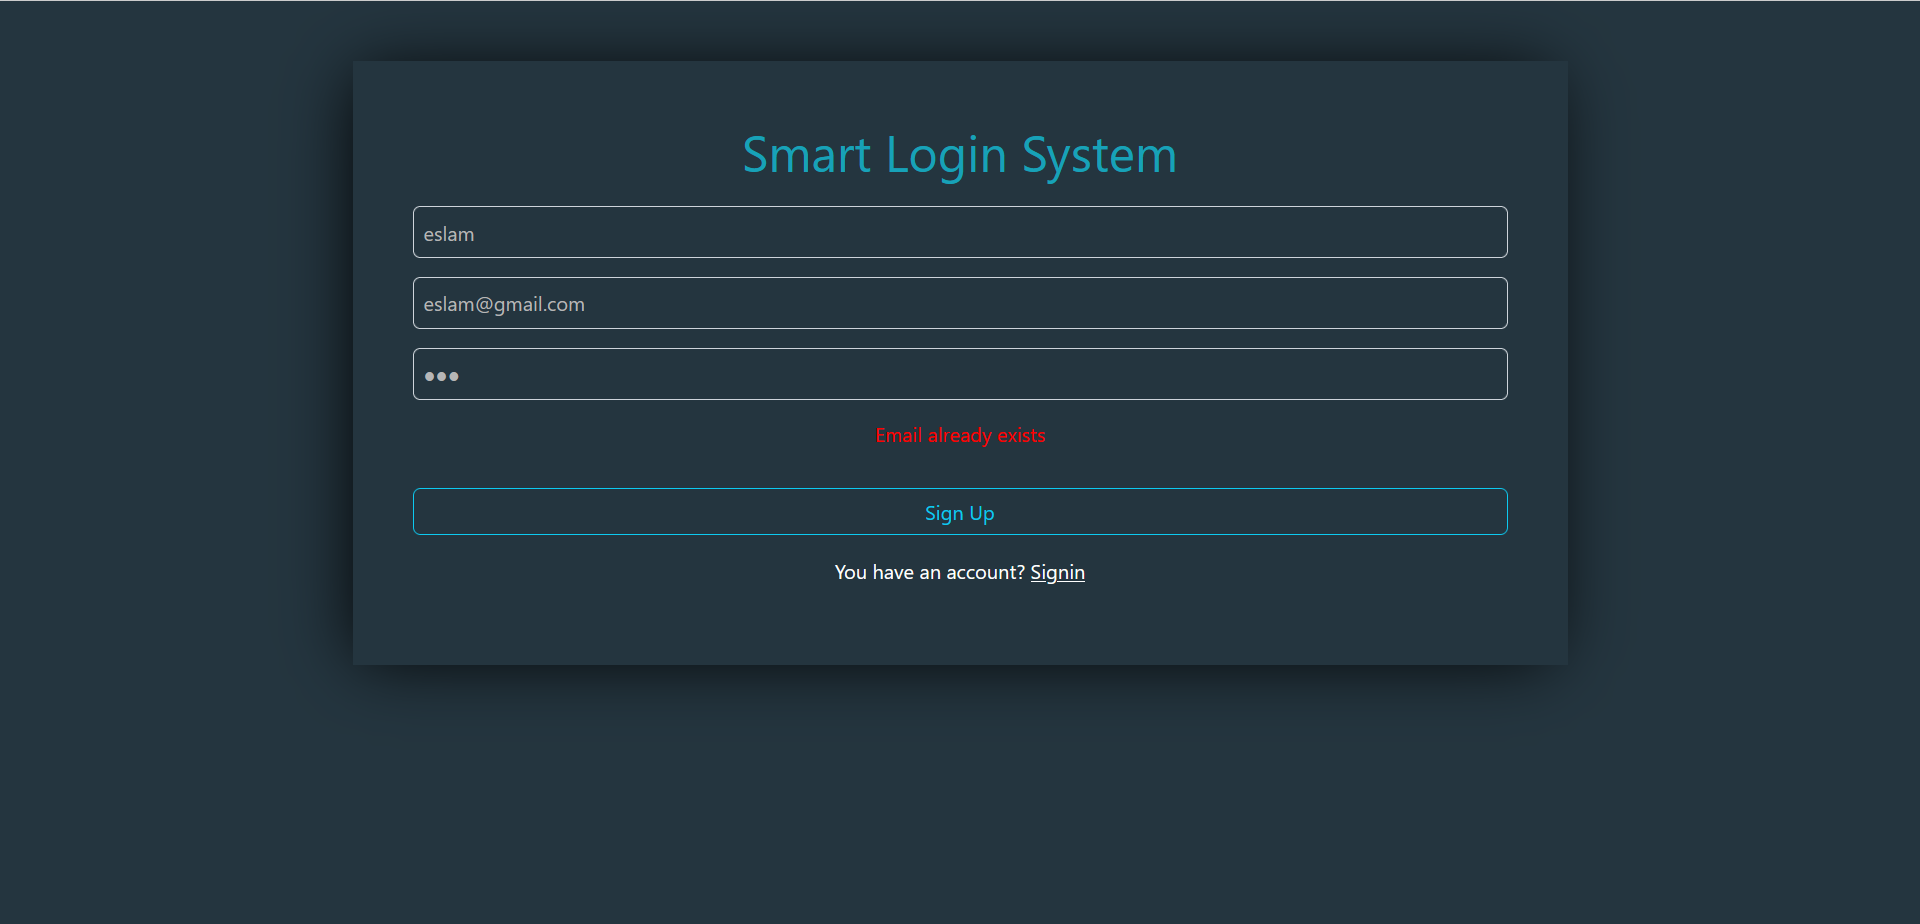 Smart Login System
eslam
eslam@gmail.com
●●●
Email already exists
Sign Up
You have an account? Signin